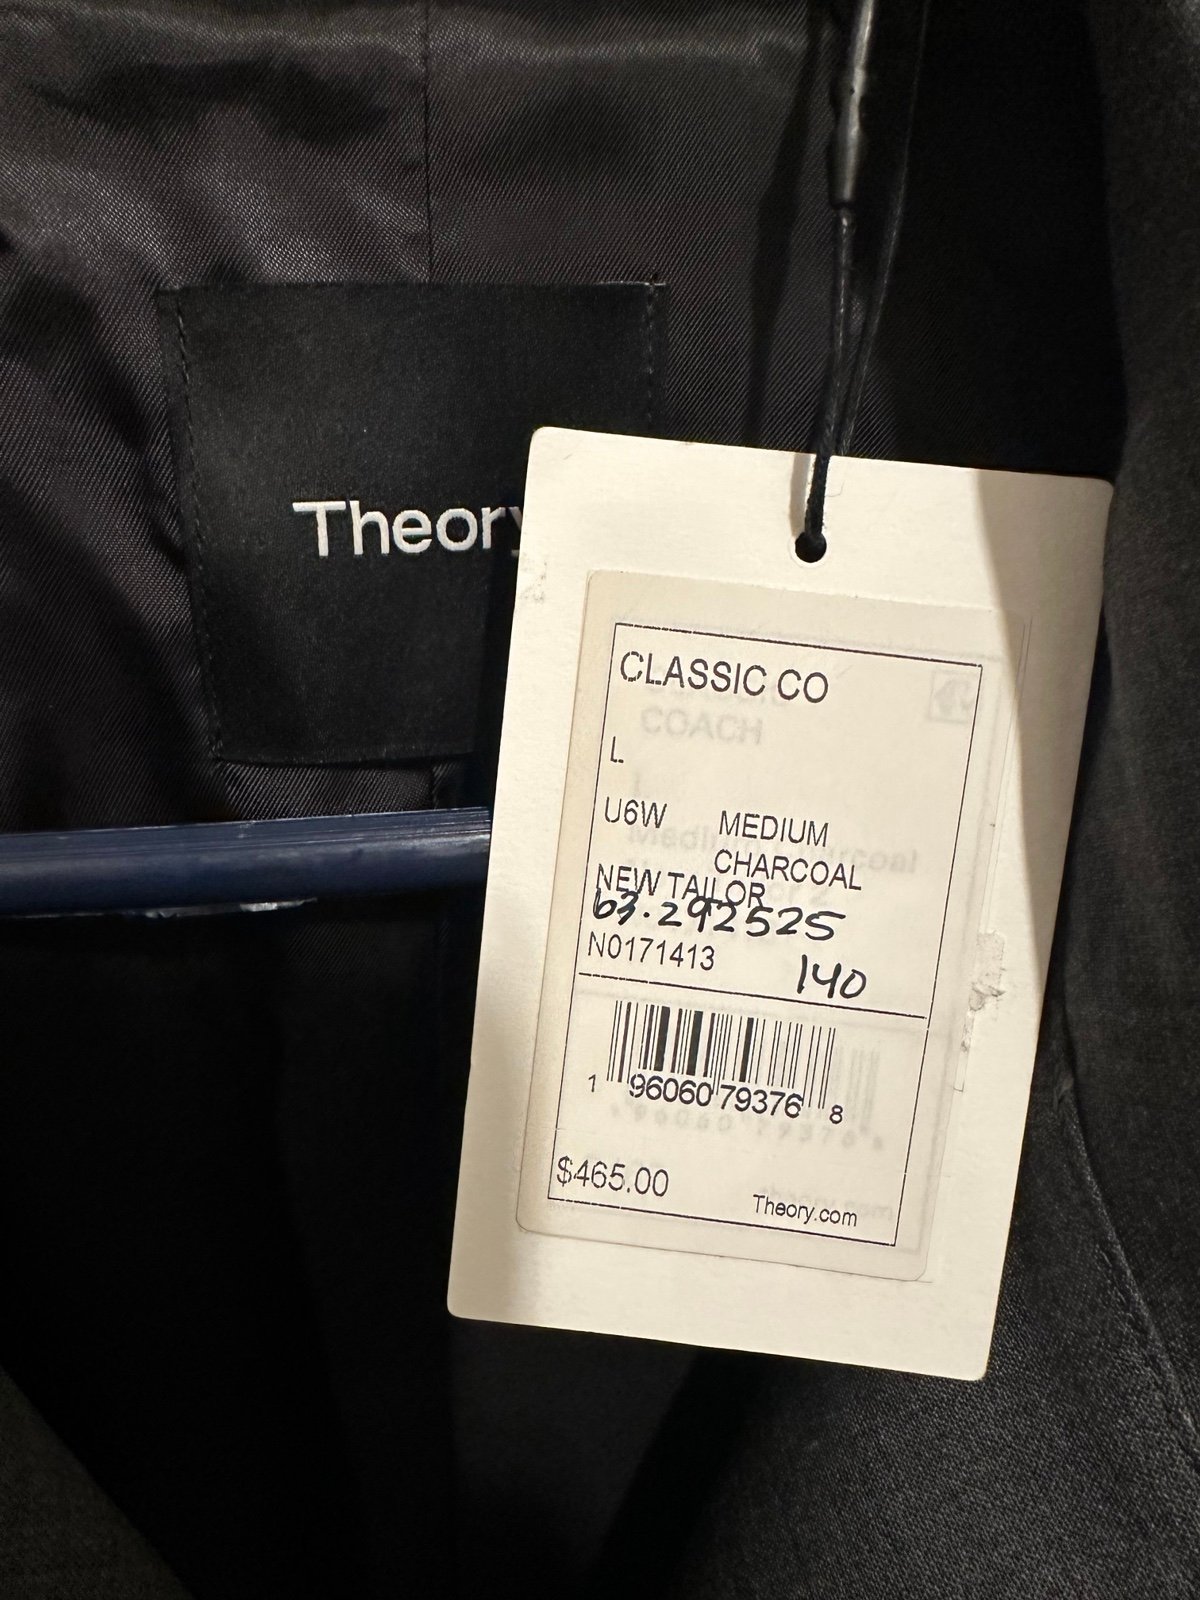 Theory
CLASSIC CO
COACH
L
L
U6W MEDIUM
CHARCOAL
NEW TAILOR
63.292525
N0171413
140
1 96060 79376 8
$465.00
Theory.com